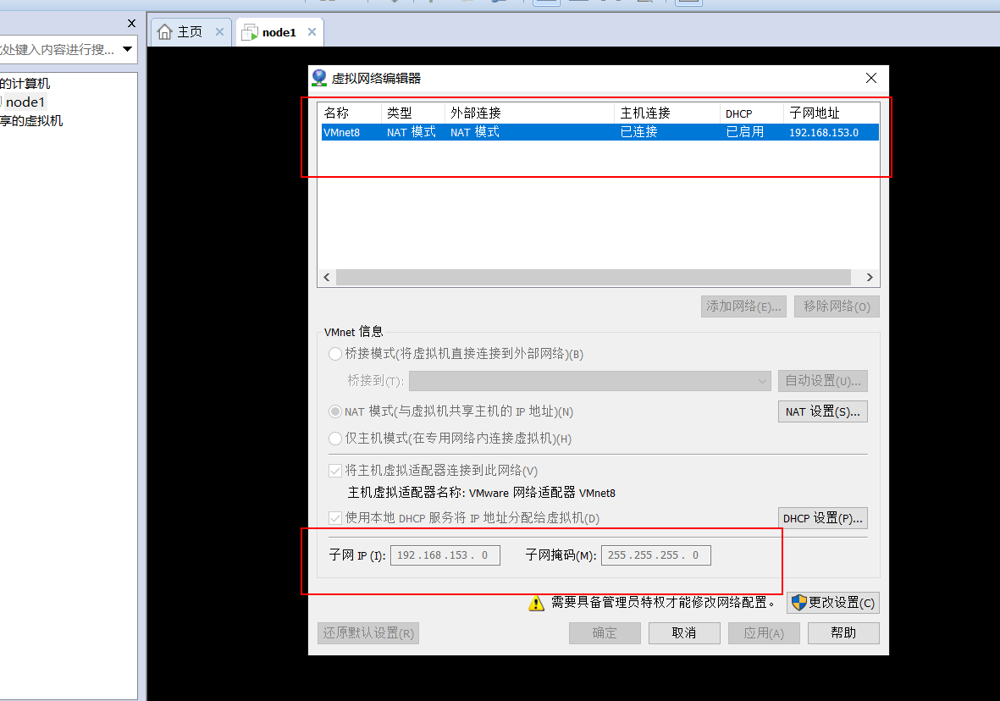 主页
node1
处键入内容进行搜...
的计算机
node1
享的虚拟机
虚拟网络编辑器
名称 类型 外部连接 主机连接 DHCP 子网地址
VMnet8 NAT 模式 NAT 模式 已连接 已启用 192.168.153.0
添加网络(E)... 移除网络(O)
VMnet 信息
桥接模式(将虚拟机直接连接到外部网络)(B)
桥接到(T): 自动设置(U)...
NAT 模式(与虚拟机共享主机的 IP 地址)(N) NAT 设置(S)...
仅主机模式(在专用网络内连接虚拟机)(H)
将主机虚拟适配器连接到此网络(V)
主机虚拟适配器名称: VMware 网络适配器 VMnet8
使用本地 DHCP 服务将 IP 地址分配给虚拟机(D) DHCP 设置(P)...
子网 IP (I): 192 . 168 . 153 . 0 子网掩码(M): 255 . 255 . 255 . 0
需要具备管理员特权才能修改网络配置。 更改设置(C)
还原默认设置(R) 确定 取消 应用(A) 帮助